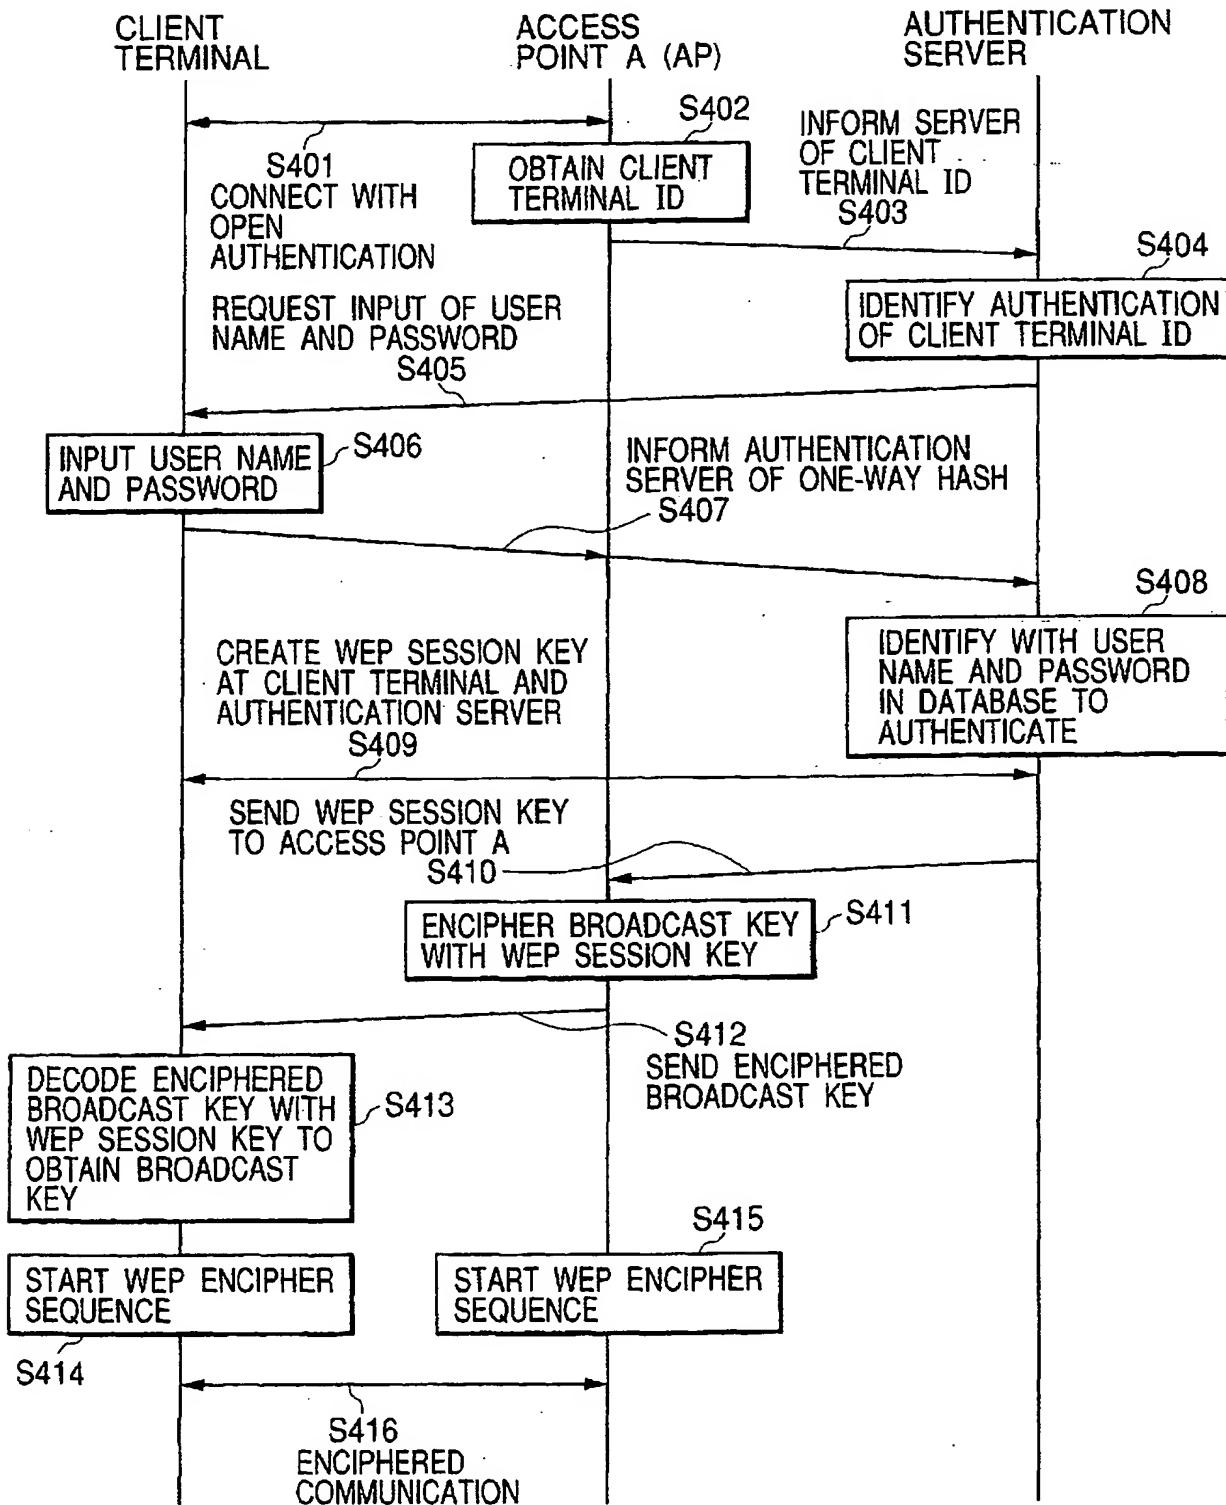 CLIENT
TERMINAL
ACCESS
POINT A (AP)
AUTHENTICATION
SERVER
S401
CONNECT WITH
OPEN
AUTHENTICATION
S402
OBTAIN CLIENT
TERMINAL ID
INFORM SERVER
OF CLIENT
TERMINAL ID
S403
S404
IDENTIFY AUTHENTICATION
OF CLIENT TERMINAL ID
REQUEST INPUT OF USER
NAME AND PASSWORD
S405
INPUT USER NAME
AND PASSWORD
S406
INFORM AUTHENTICATION
SERVER OF ONE-WAY HASH
S407
S408
IDENTIFY WITH USER
NAME AND PASSWORD
IN DATABASE TO
AUTHENTICATE
CREATE WEP SESSION KEY
AT CLIENT TERMINAL AND
AUTHENTICATION SERVER
S409
SEND WEP SESSION KEY
TO ACCESS POINT A
S410
ENCIPHER BROADCAST KEY
WITH WEP SESSION KEY
S411
S412
SEND ENCIPHERED
BROADCAST KEY
DECODE ENCIPHERED
BROADCAST KEY WITH
WEP SESSION KEY TO
OBTAIN BROADCAST
KEY
S413
START WEP ENCIPHER
SEQUENCE
S414
S415
START WEP ENCIPHER
SEQUENCE
S416
ENCIPHERED
COMMUNICATION